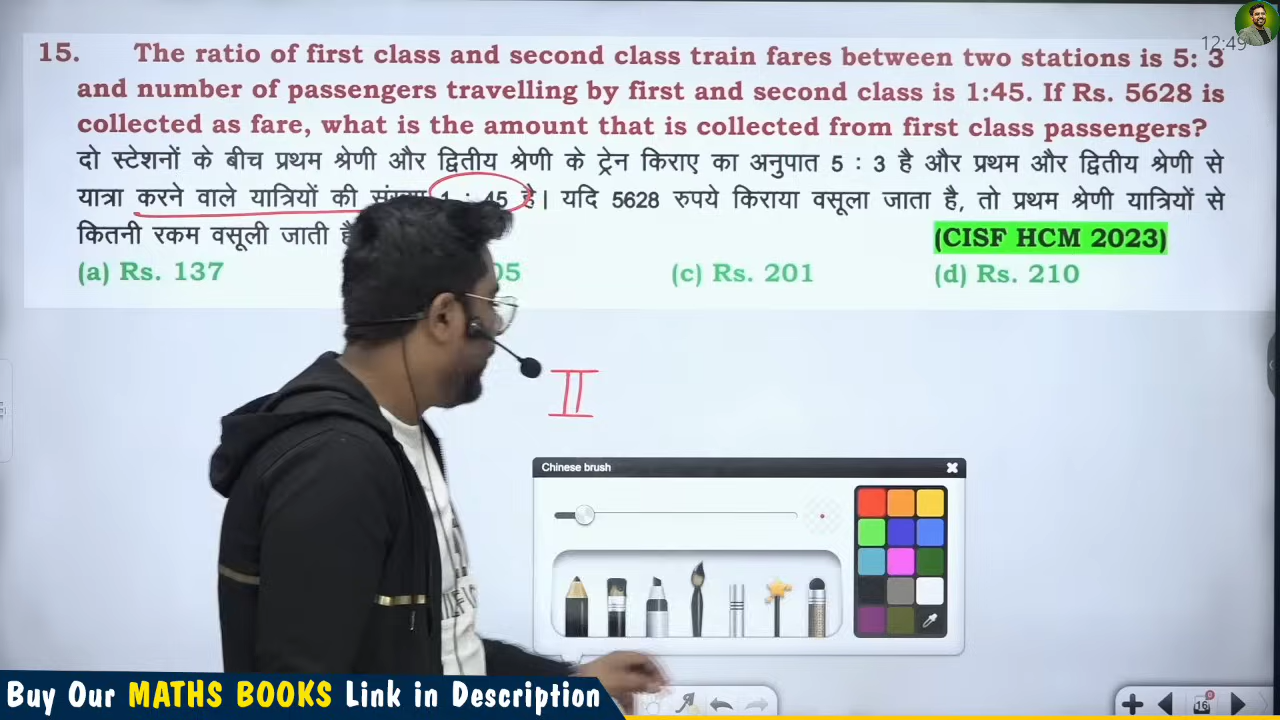 12:49
15. The ratio of first class and second class train fares between two stations is 5: 3
and number of passengers travelling by first and second class is 1:45. If Rs. 5628 is
collected as fare, what is the amount that is collected from first class passengers?
दो स्टेशनों के बीच प्रथम श्रेणी और द्वितीय श्रेणी के ट्रेन किराए का अनुपात 5 : 3 है और प्रथम और द्वितीय श्रेणी से
यात्रा करने वाले यात्रियों की 1 : 45 है। यदि 5628 रुपये किराया वसूला जाता है, तो प्रथम श्रेणी यात्रियों से
कितनी रकम वसूली जाती
(CISF HCM 2023)
(a) Rs. 137 05 (c) Rs. 201 (d) Rs. 210
II
Chinese brush
16
Buy Our MATHS BOOKS Link in Description